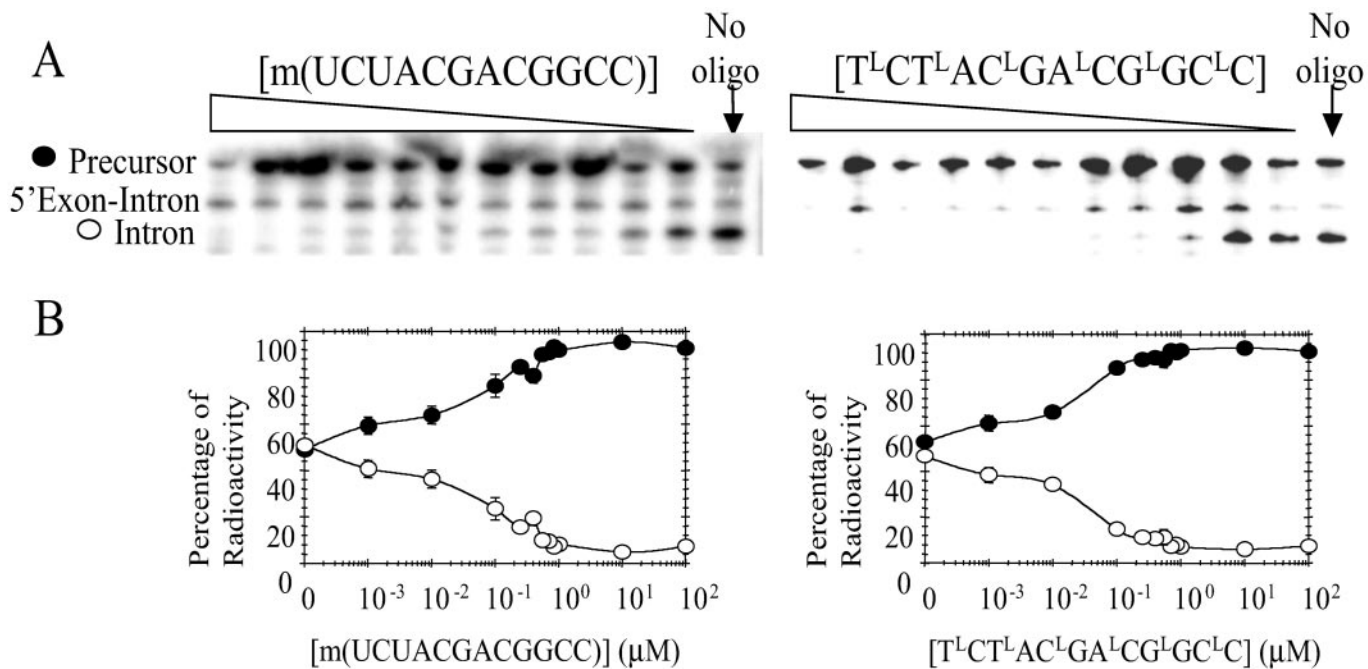 A
[m(UCUACGACGGCC)]
No
oligo
[TᴸCTᴸACᴸGAᴸCGᴸGCᴸC]
No
oligo
● Precursor
5'Exon-Intron
○ Intron
B
Percentage of
Radioactivity
100
80
60
40
20
0
0 10⁻³ 10⁻² 10⁻¹ 10⁰ 10¹ 10²
[m(UCUACGACGGCC)] (μM)
Percentage of
Radioactivity
100
80
60
40
20
0
0 10⁻³ 10⁻² 10⁻¹ 10⁰ 10¹ 10²
[TᴸCTᴸACᴸGAᴸCGᴸGCᴸC] (μM)